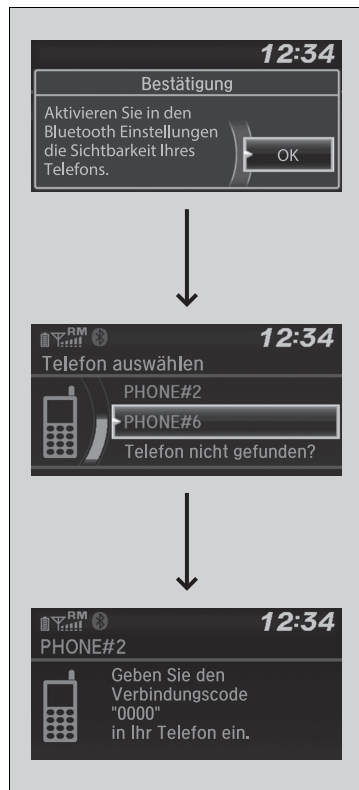 12:34
Bestätigung
Aktivieren Sie in den
Bluetooth Einstellungen
die Sichtbarkeit Ihres
Telefons.
OK
RM
12:34
Telefon auswählen
PHONE#2
PHONE#6
Telefon nicht gefunden?
RM
12:34
PHONE#2
Geben Sie den
Verbindungscode
"0000"
in Ihr Telefon ein.